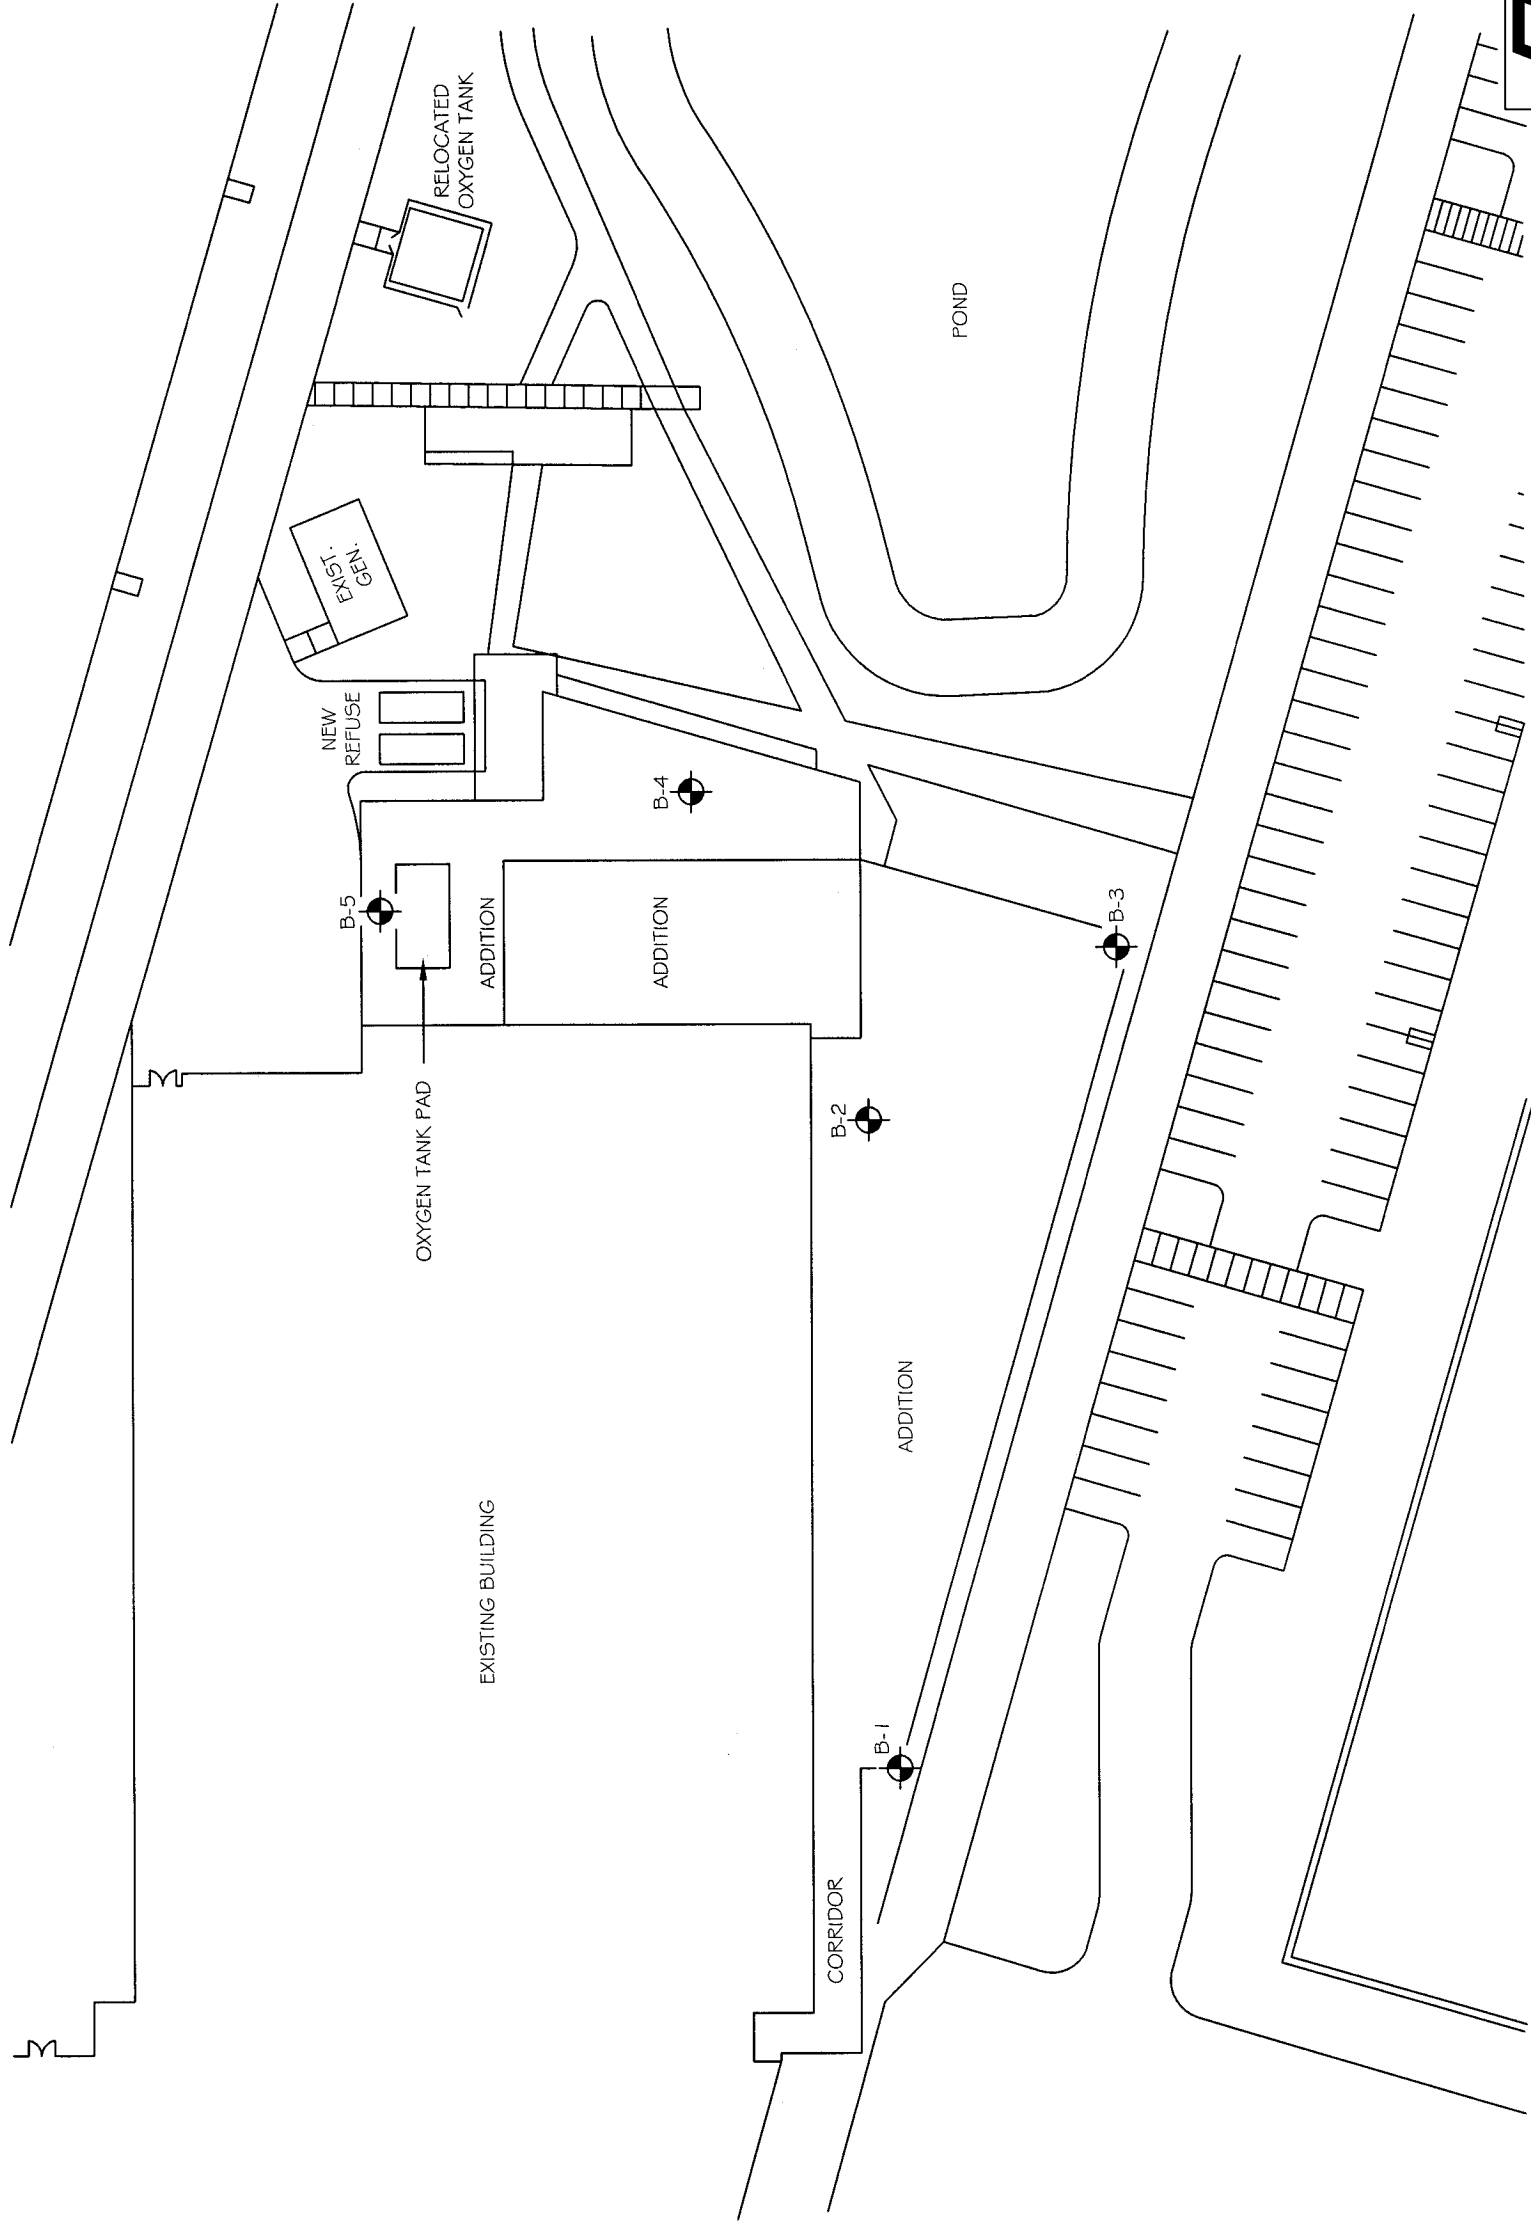 RELOCATED
OXYGEN TANK
POND
EXIST.
GEN.
NEW
REFUSE
B-4
B-5
ADDITION
ADDITION
B-3
OXYGEN TANK PAD
B-2
ADDITION
EXISTING BUILDING
B-1
CORRIDOR